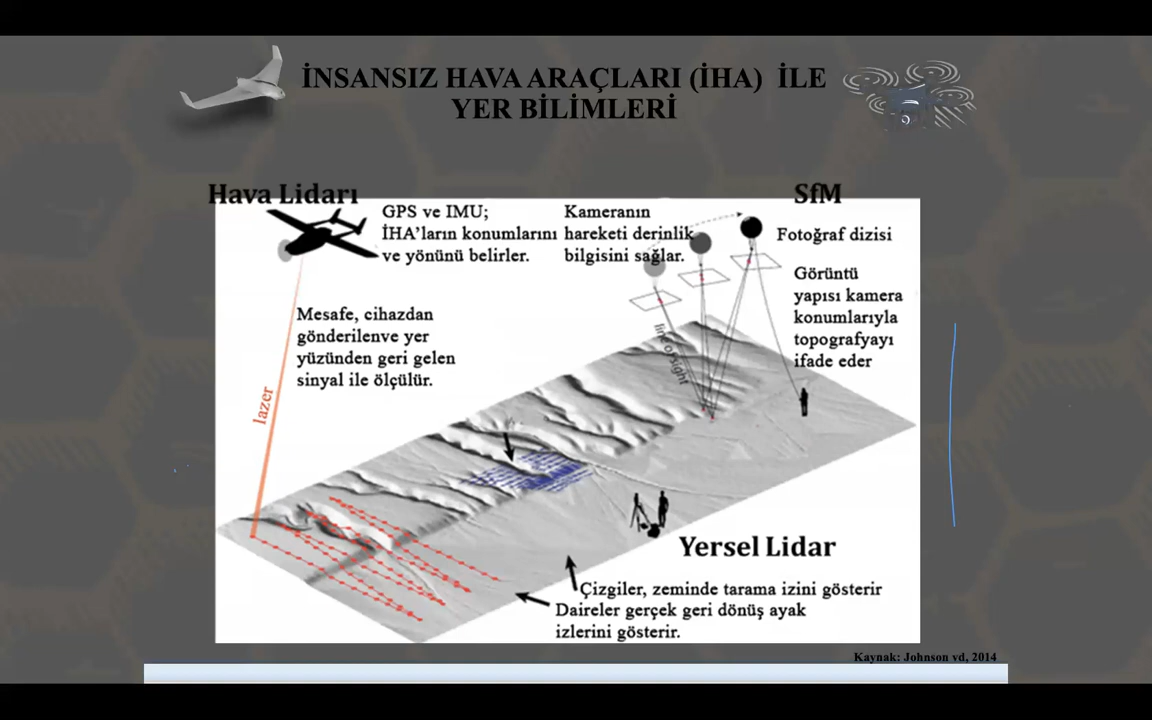 İNSANSIZ HAVA ARAÇLARI (İHA) İLE
YER BİLİMLERİ
Hava Lidarı
SfM
GPS ve IMU;
İHA'ların konumlarını
ve yönünü belirler.
Kameranın
hareketi derinlik
bilgisini sağlar.
Fotoğraf dizisi
Görüntü
yapısı kamera
konumlarıyla
topografyayı
ifade eder
Mesafe, cihazdan
gönderilenve yer
yüzünden geri gelen
sinyal ile ölçülür.
lazer
line of sight
Yersel Lidar
Çizgiler, zeminde tarama izini gösterir
Daireler gerçek geri dönüş ayak
izlerini gösterir.
Kaynak: Johnson vd, 2014